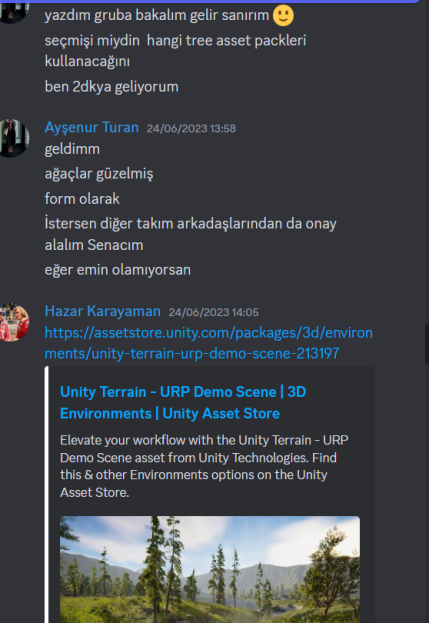 yazdım gruba bakalım gelir sanırım 🙂
seçmişi miydin hangi tree asset packleri
kullanacağını
ben 2dkya geliyorum
Ayşenur Turan 24/06/2023 13:58
geldimm
ağaçlar güzelmiş
form olarak
İstersen diğer takım arkadaşlarından da onay
alalım Senacım
eğer emin olamıyorsan
Hazar Karayaman 24/06/2023 14:05
https://assetstore.unity.com/packages/3d/environ
ments/unity-terrain-urp-demo-scene-213197
Unity Terrain - URP Demo Scene | 3D
Environments | Unity Asset Store
Elevate your workflow with the Unity Terrain - URP
Demo Scene asset from Unity Technologies. Find
this & other Environments options on the Unity
Asset Store.